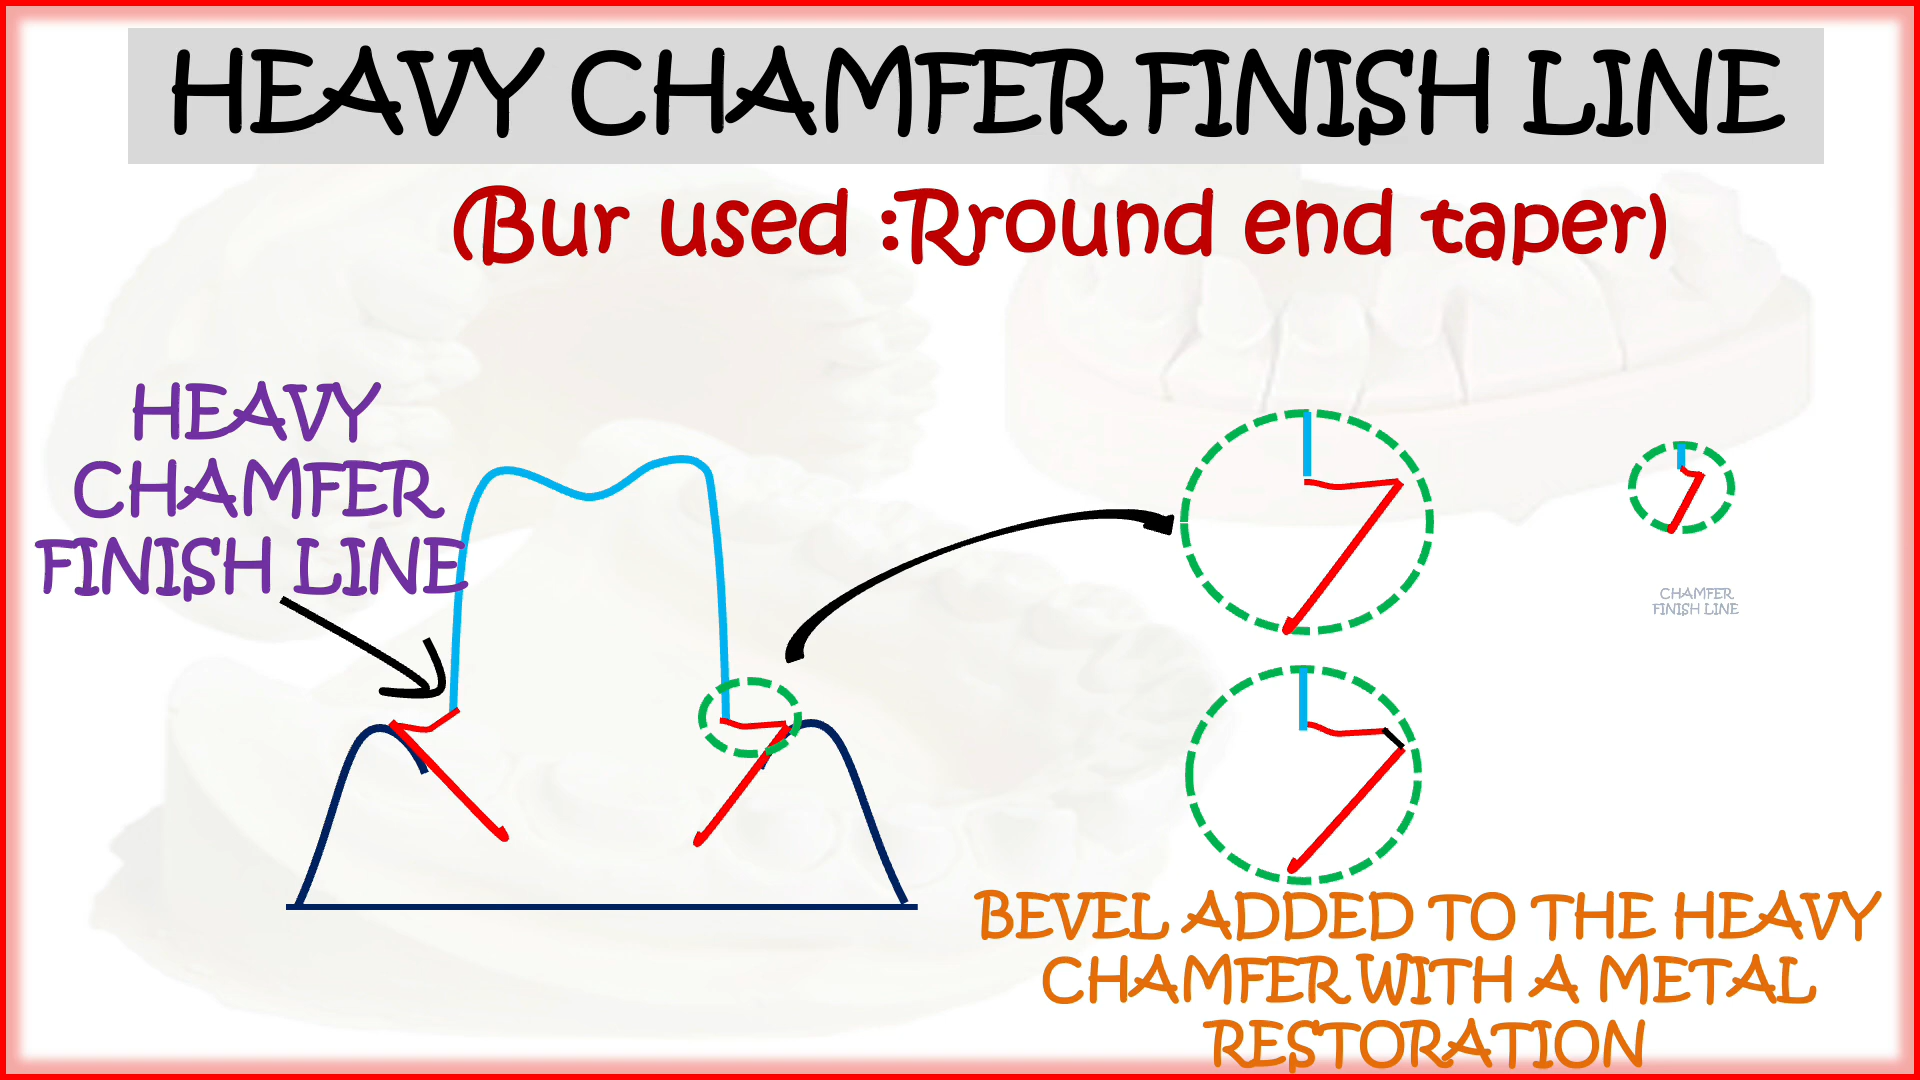 HEAVY CHAMFER FINISH LINE
(Bur used :Rround end taper)
HEAVY
CHAMFER
FINISH LINE
CHAMFER
FINISH LINE
BEVEL ADDED TO THE HEAVY
CHAMFER WITH A METAL
RESTORATION